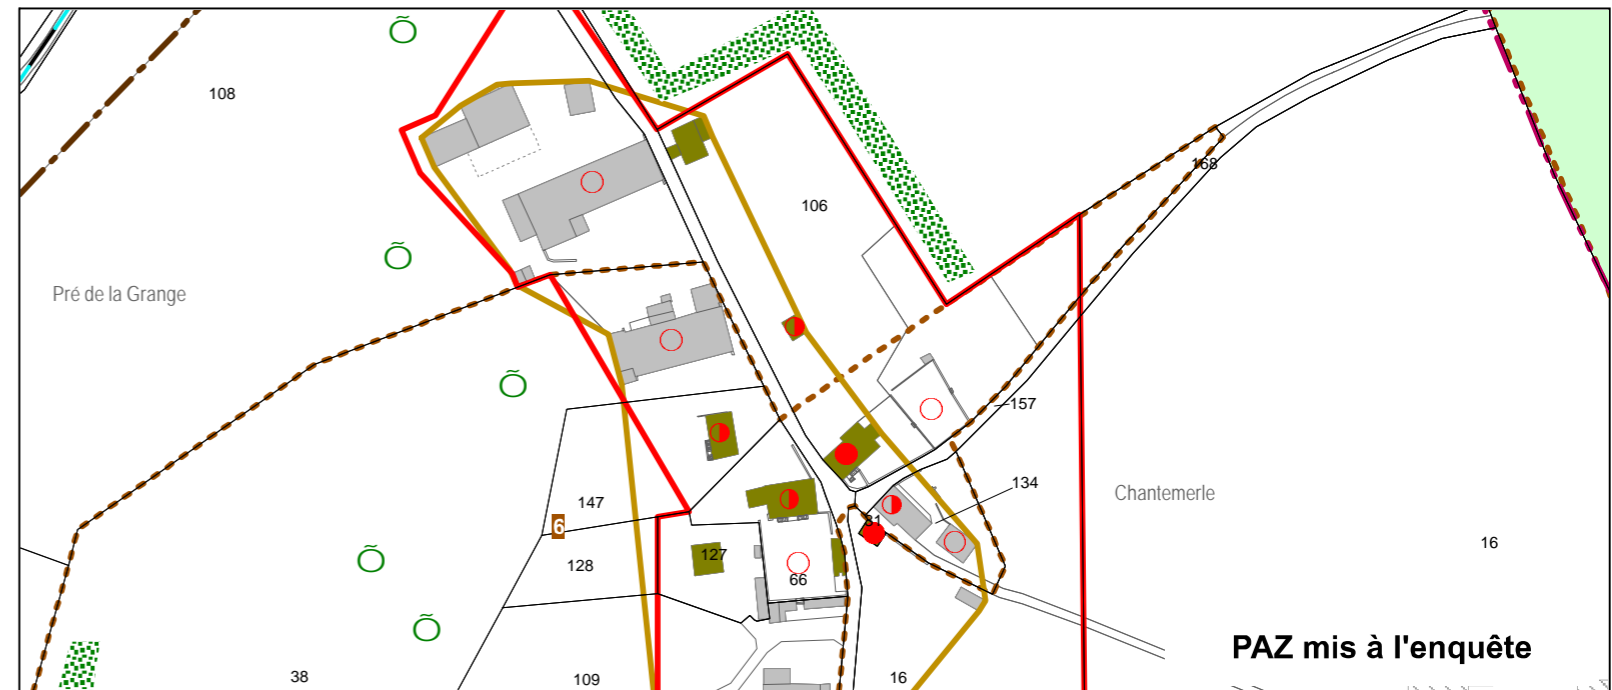 Õ
108
168
106
Õ
Pré de la Grange
Õ
157
134
Chantemerle
147
6
31
16
127
128
Õ
66
Õ
PAZ mis à l'enquête
38
109
16